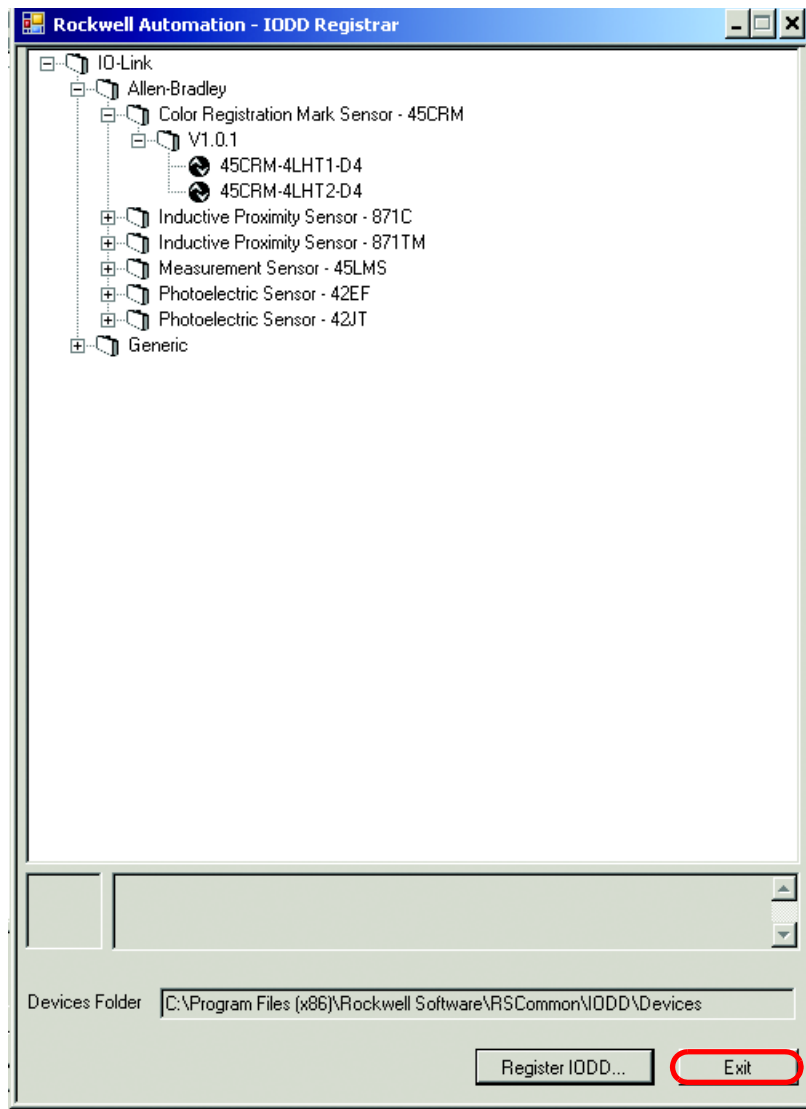 Rockwell Automation - IODD Registrar
IO-Link
Allen-Bradley
Color Registration Mark Sensor - 45CRM
V1.0.1
45CRM-4LHT1-D4
45CRM-4LHT2-D4
Inductive Proximity Sensor - 871C
Inductive Proximity Sensor - 871TM
Measurement Sensor - 45LMS
Photoelectric Sensor - 42EF
Photoelectric Sensor - 42JT
Generic
Devices Folder C:\Program Files (x86)\Rockwell Software\RSCommon\IODD\Devices
Register IODD... Exit